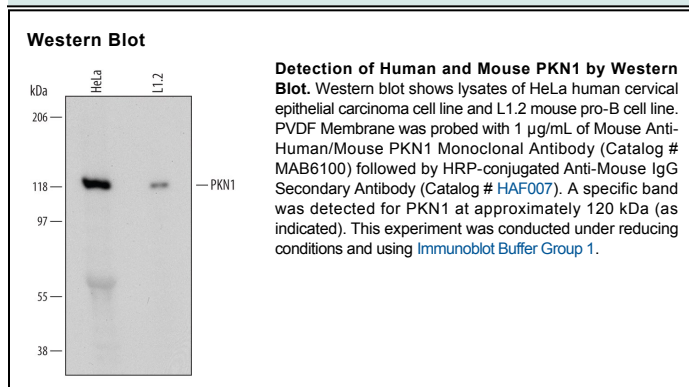 Western Blot
kDa
HeLa
L1.2
206
118
PKN1
97
55
38
Detection of Human and Mouse PKN1 by Western
Blot. Western blot shows lysates of HeLa human cervical
epithelial carcinoma cell line and L1.2 mouse pro-B cell line.
PVDF Membrane was probed with 1 µg/mL of Mouse Anti-
Human/Mouse PKN1 Monoclonal Antibody (Catalog #
MAB6100) followed by HRP-conjugated Anti-Mouse IgG
Secondary Antibody (Catalog # HAF007). A specific band
was detected for PKN1 at approximately 120 kDa (as
indicated). This experiment was conducted under reducing
conditions and using Immunoblot Buffer Group 1.